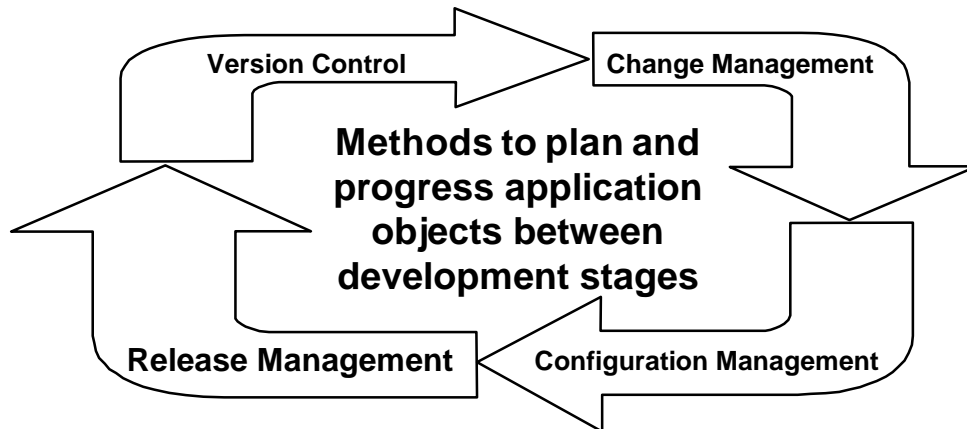 Version Control
Change Management
Methods to plan and
progress application
objects between
development stages
Release Management
Configuration Management